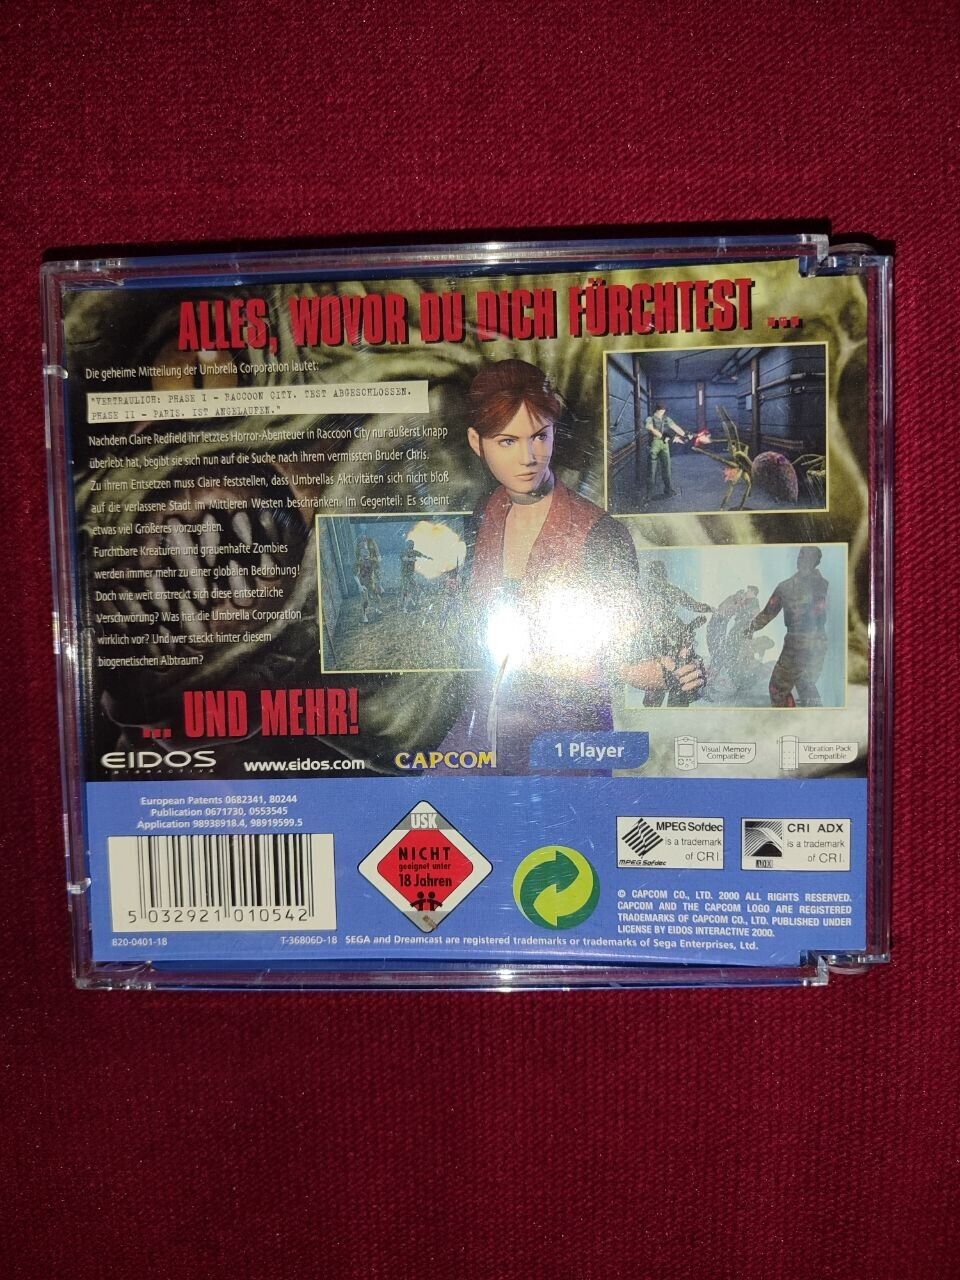 ALLES, WOVOR DU DICH FÜRCHTEST ...
Die geheime Mitteilung der Umbrella Corporation lautet:
"VERTRAULICH: PHASE I - RACCOON CITY. TEST ABGESCHLOSSEN.
PHASE II - PARIS. IST ANGELAUFEN."
Nachdem Claire Redfield ihr letztes Horror-Abenteuer in Raccoon City nur äußerst knapp
überlebt hat, begibt sie sich nun auf die Suche nach ihrem vermissten Bruder Chris.
Zu ihrem Entsetzen muss Claire feststellen, dass Umbrellas Aktivitäten sich nicht bloß
auf die verlassene Stadt im Mittleren Westen beschränken. Im Gegenteil: Es scheint
etwas viel Größeres vorzugehen.
Furchtbare Kreaturen und grauenhafte Zombies
werden immer mehr zu einer globalen Bedrohung!
Doch wie weit erstreckt sich diese entsetzliche
Verschwörung? Was hat die Umbrella Corporation
wirklich vor? Und wer steckt hinter diesem
biogenetischen Albtraum?
... UND MEHR!
EIDOS
INTERACTIVE
www.eidos.com
CAPCOM
1 Player
Visual Memory
Compatible
Vibration Pack
Compatible
European Patents 0682341, 80244
Publication 0671730, 0553545
Application 98938918.4, 98919599.5
5 032921 010542
820-0401-18
T-36806D-18
USK
NICHT
geeignet unter
18 Jahren
MPEG Sofdec
is a trademark
of CRI.
MPEG Sofdec
CRI ADX
is a trademark
of CRI.
ADX
© CAPCOM CO., LTD. 2000 ALL RIGHTS RESERVED.
CAPCOM AND THE CAPCOM LOGO ARE REGISTERED
TRADEMARKS OF CAPCOM CO., LTD. PUBLISHED UNDER
LICENSE BY EIDOS INTERACTIVE 2000.
SEGA and Dreamcast are registered trademarks or trademarks of Sega Enterprises, Ltd.